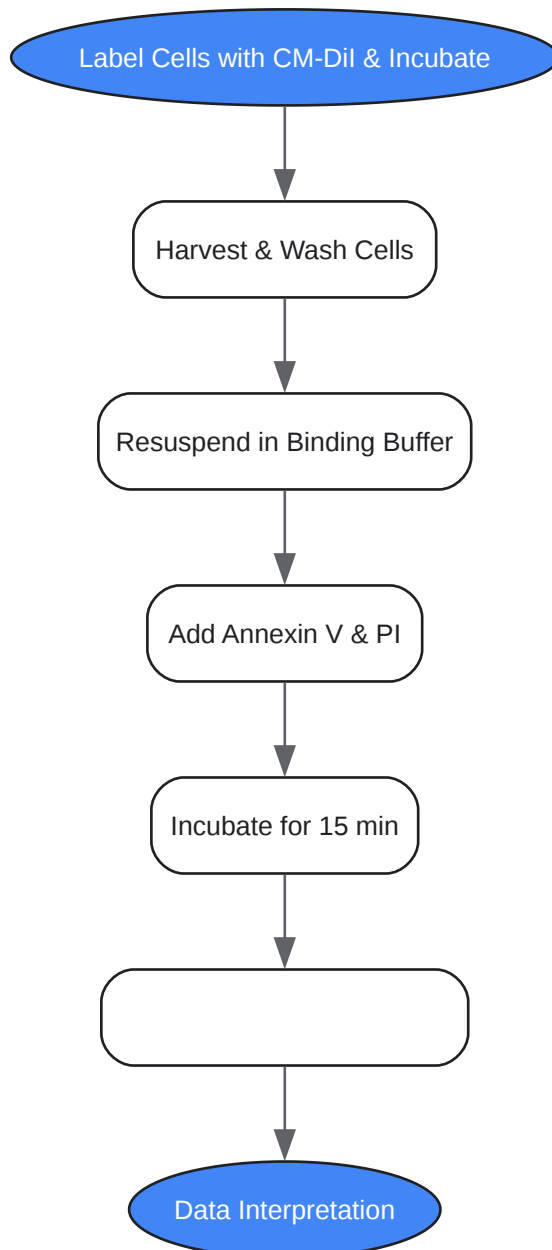 Label Cells with CM-DiI & Incubate
Harvest & Wash Cells
Resuspend in Binding Buffer
Add Annexin V & PI
Incubate for 15 min
Data Interpretation